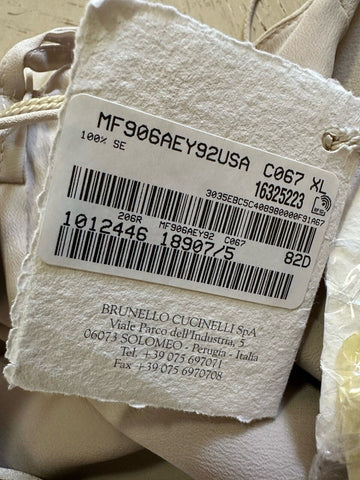 MF906AEY92USA C067 XL
100% SE
16325223
3035EBC5C408980000F91A67
206R MF906AEY92 C067
1012446 18907/5 82D
BRUNELLO CUCINELLI SpA
Viale Parco dell'Industria, 5
06073 SOLOMEO - Perugia - Italia
Tel. +39 075 697071
Fax +39 075 6970708